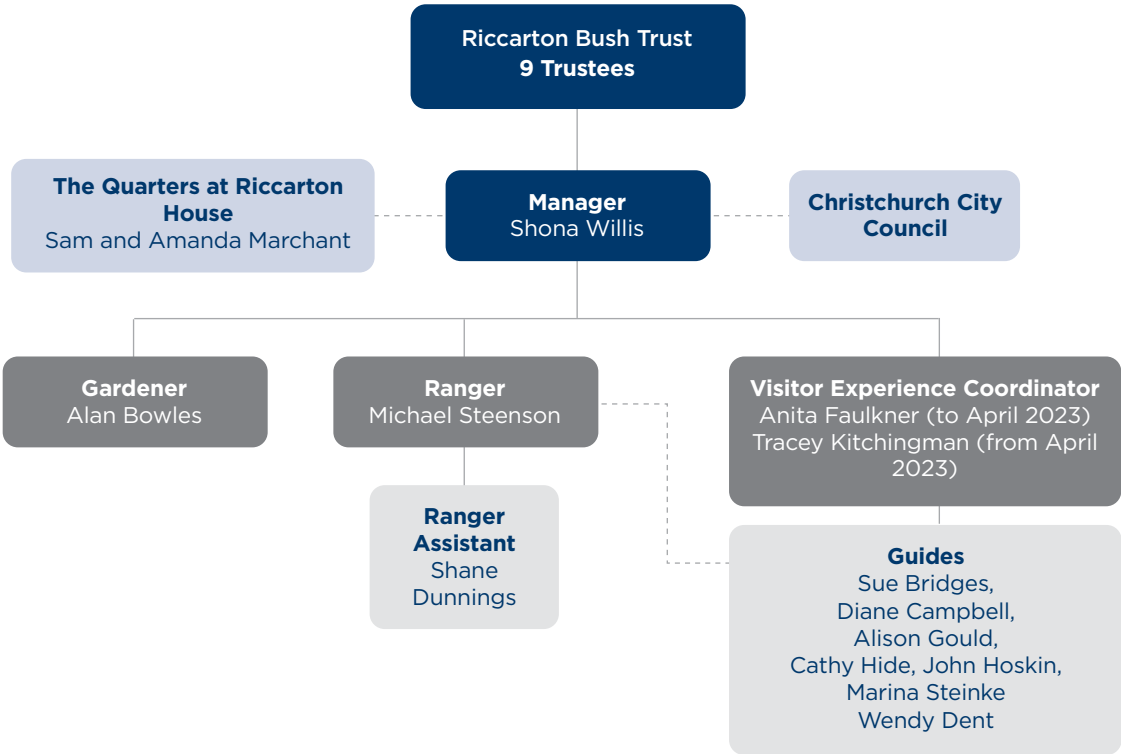 Riccarton Bush Trust
9 Trustees
The Quarters at Riccarton
House
Sam and Amanda Marchant
Manager
Shona Willis
Christchurch City
Council
Gardener
Alan Bowles
Ranger
Michael Steenson
Visitor Experience Coordinator
Anita Faulkner (to April 2023)
Tracey Kitchingman (from April
2023)
Ranger
Assistant
Shane
Dunnings
Guides
Sue Bridges,
Diane Campbell,
Alison Gould,
Cathy Hide, John Hoskin,
Marina Steinke
Wendy Dent